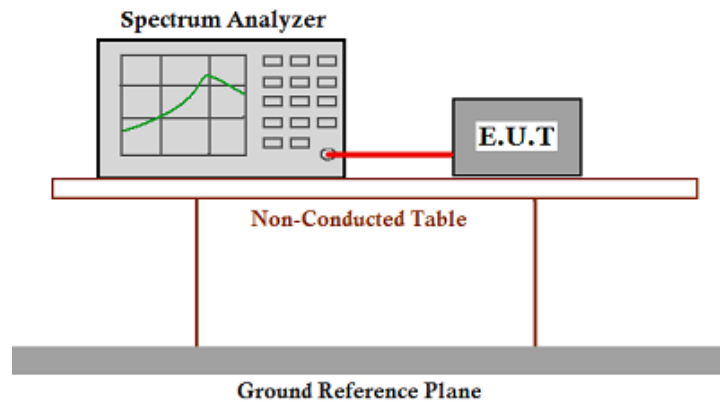 Spectrum Analyzer
E.U.T
Non-Conducted Table
Ground Reference Plane